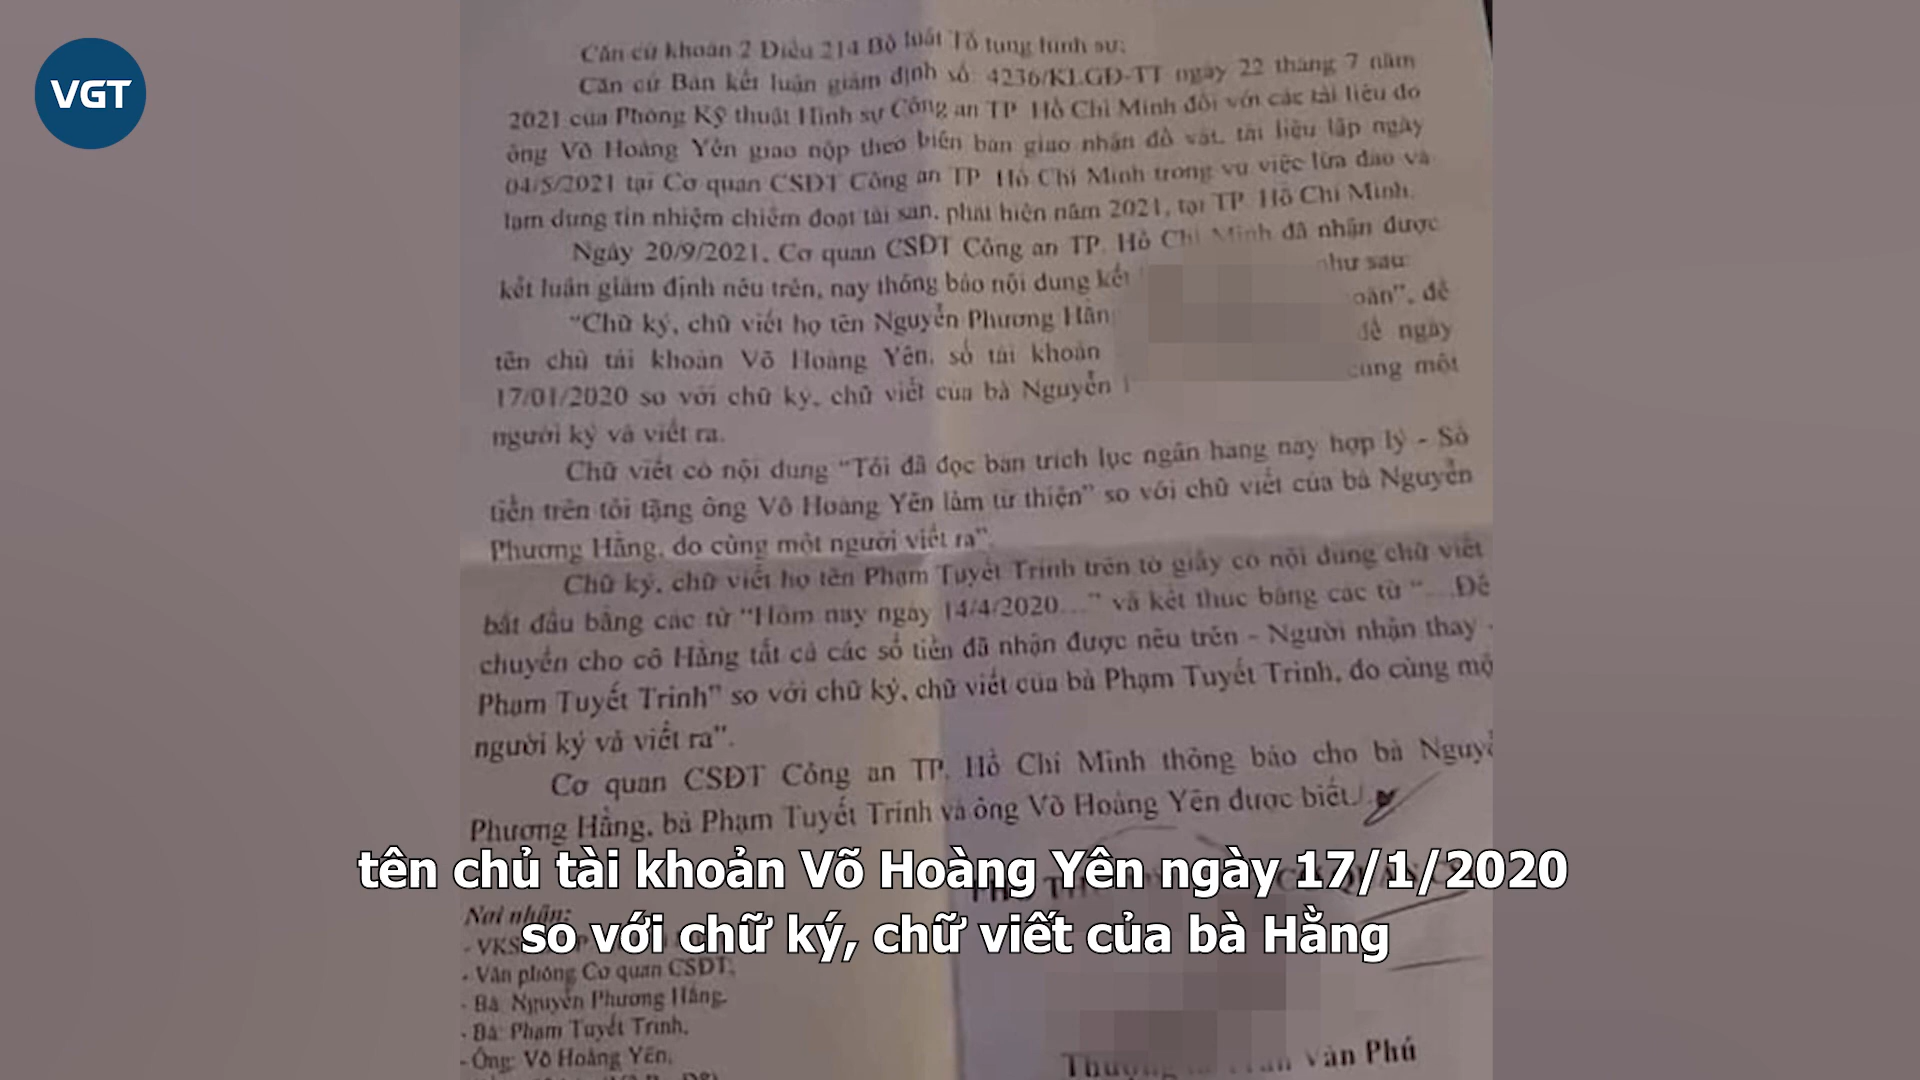 VGT
Căn cứ khoản 2 Điều 214 Bộ luật Tố tụng hình sự;
Căn cứ Bản kết luận giám định số: 4236/KLGĐ-TT ngày 22 tháng 7 năm
2021 của Phòng Kỹ thuật Hình sự Công an TP Hồ Chí Minh đối với các tài liệu do
ông Võ Hoàng Yên giao nộp theo biên bản giao nhận đồ vật, tài liệu lập ngày
04/5/2021 tại Cơ quan CSĐT Công an TP Hồ Chí Minh trong vụ việc lừa đảo và
lạm dụng tín nhiệm chiếm đoạt tài sản, phát hiện năm 2021, tại TP Hồ Chí Minh.
Ngày 20/9/2021, Cơ quan CSĐT Công an TP. Hồ Chí Minh đã nhận được
kết luận giám định nêu trên, nay thông báo nội dung kết như sau:
“Chữ ký, chữ viết họ tên Nguyễn Phương Hằn oản”, đề
tên chủ tài khoản Võ Hoàng Yên, số tài khoản đề ngày
17/01/2020 so với chữ ký, chữ viết của bà Nguyễn cùng một
người ký và viết ra.
Chữ viết có nội dung “Tôi đã đọc bản trích lục ngân hàng này hợp lý - Số
tiền trên tôi tặng ông Võ Hoàng Yên làm từ thiện” so với chữ viết của bà Nguyễn
Phương Hằng, do cùng một người viết ra”.
Chữ ký, chữ viết họ tên Phạm Tuyết Trinh trên tờ giấy có nội dung chữ viết
bắt đầu bằng các từ “Hôm nay ngày 14/4/2020…” và kết thúc bằng các từ “…Để
chuyển cho cô Hằng tất cả các số tiền đã nhận được nêu trên - Người nhận thay -
Phạm Tuyết Trinh” so với chữ ký, chữ viết của bà Phạm Tuyết Trinh, do cùng mộ
người ký và viết ra”.
Cơ quan CSĐT Công an TP. Hồ Chí Minh thông báo cho bà Nguyễ
Phương Hằng, bà Phạm Tuyết Trinh và ông Võ Hoàng Yên được biết./.
tên chủ tài khoản Võ Hoàng Yên ngày 17/1/2020
so với chữ ký, chữ viết của bà Hằng
Nơi nhận:
- VKS
- Văn phòng Cơ quan CSĐT;
- Bà: Nguyễn Phương Hằng,
- Bà: Phạm Tuyết Trinh,
- Ông: Võ Hoàng Yên,
Văn Phú